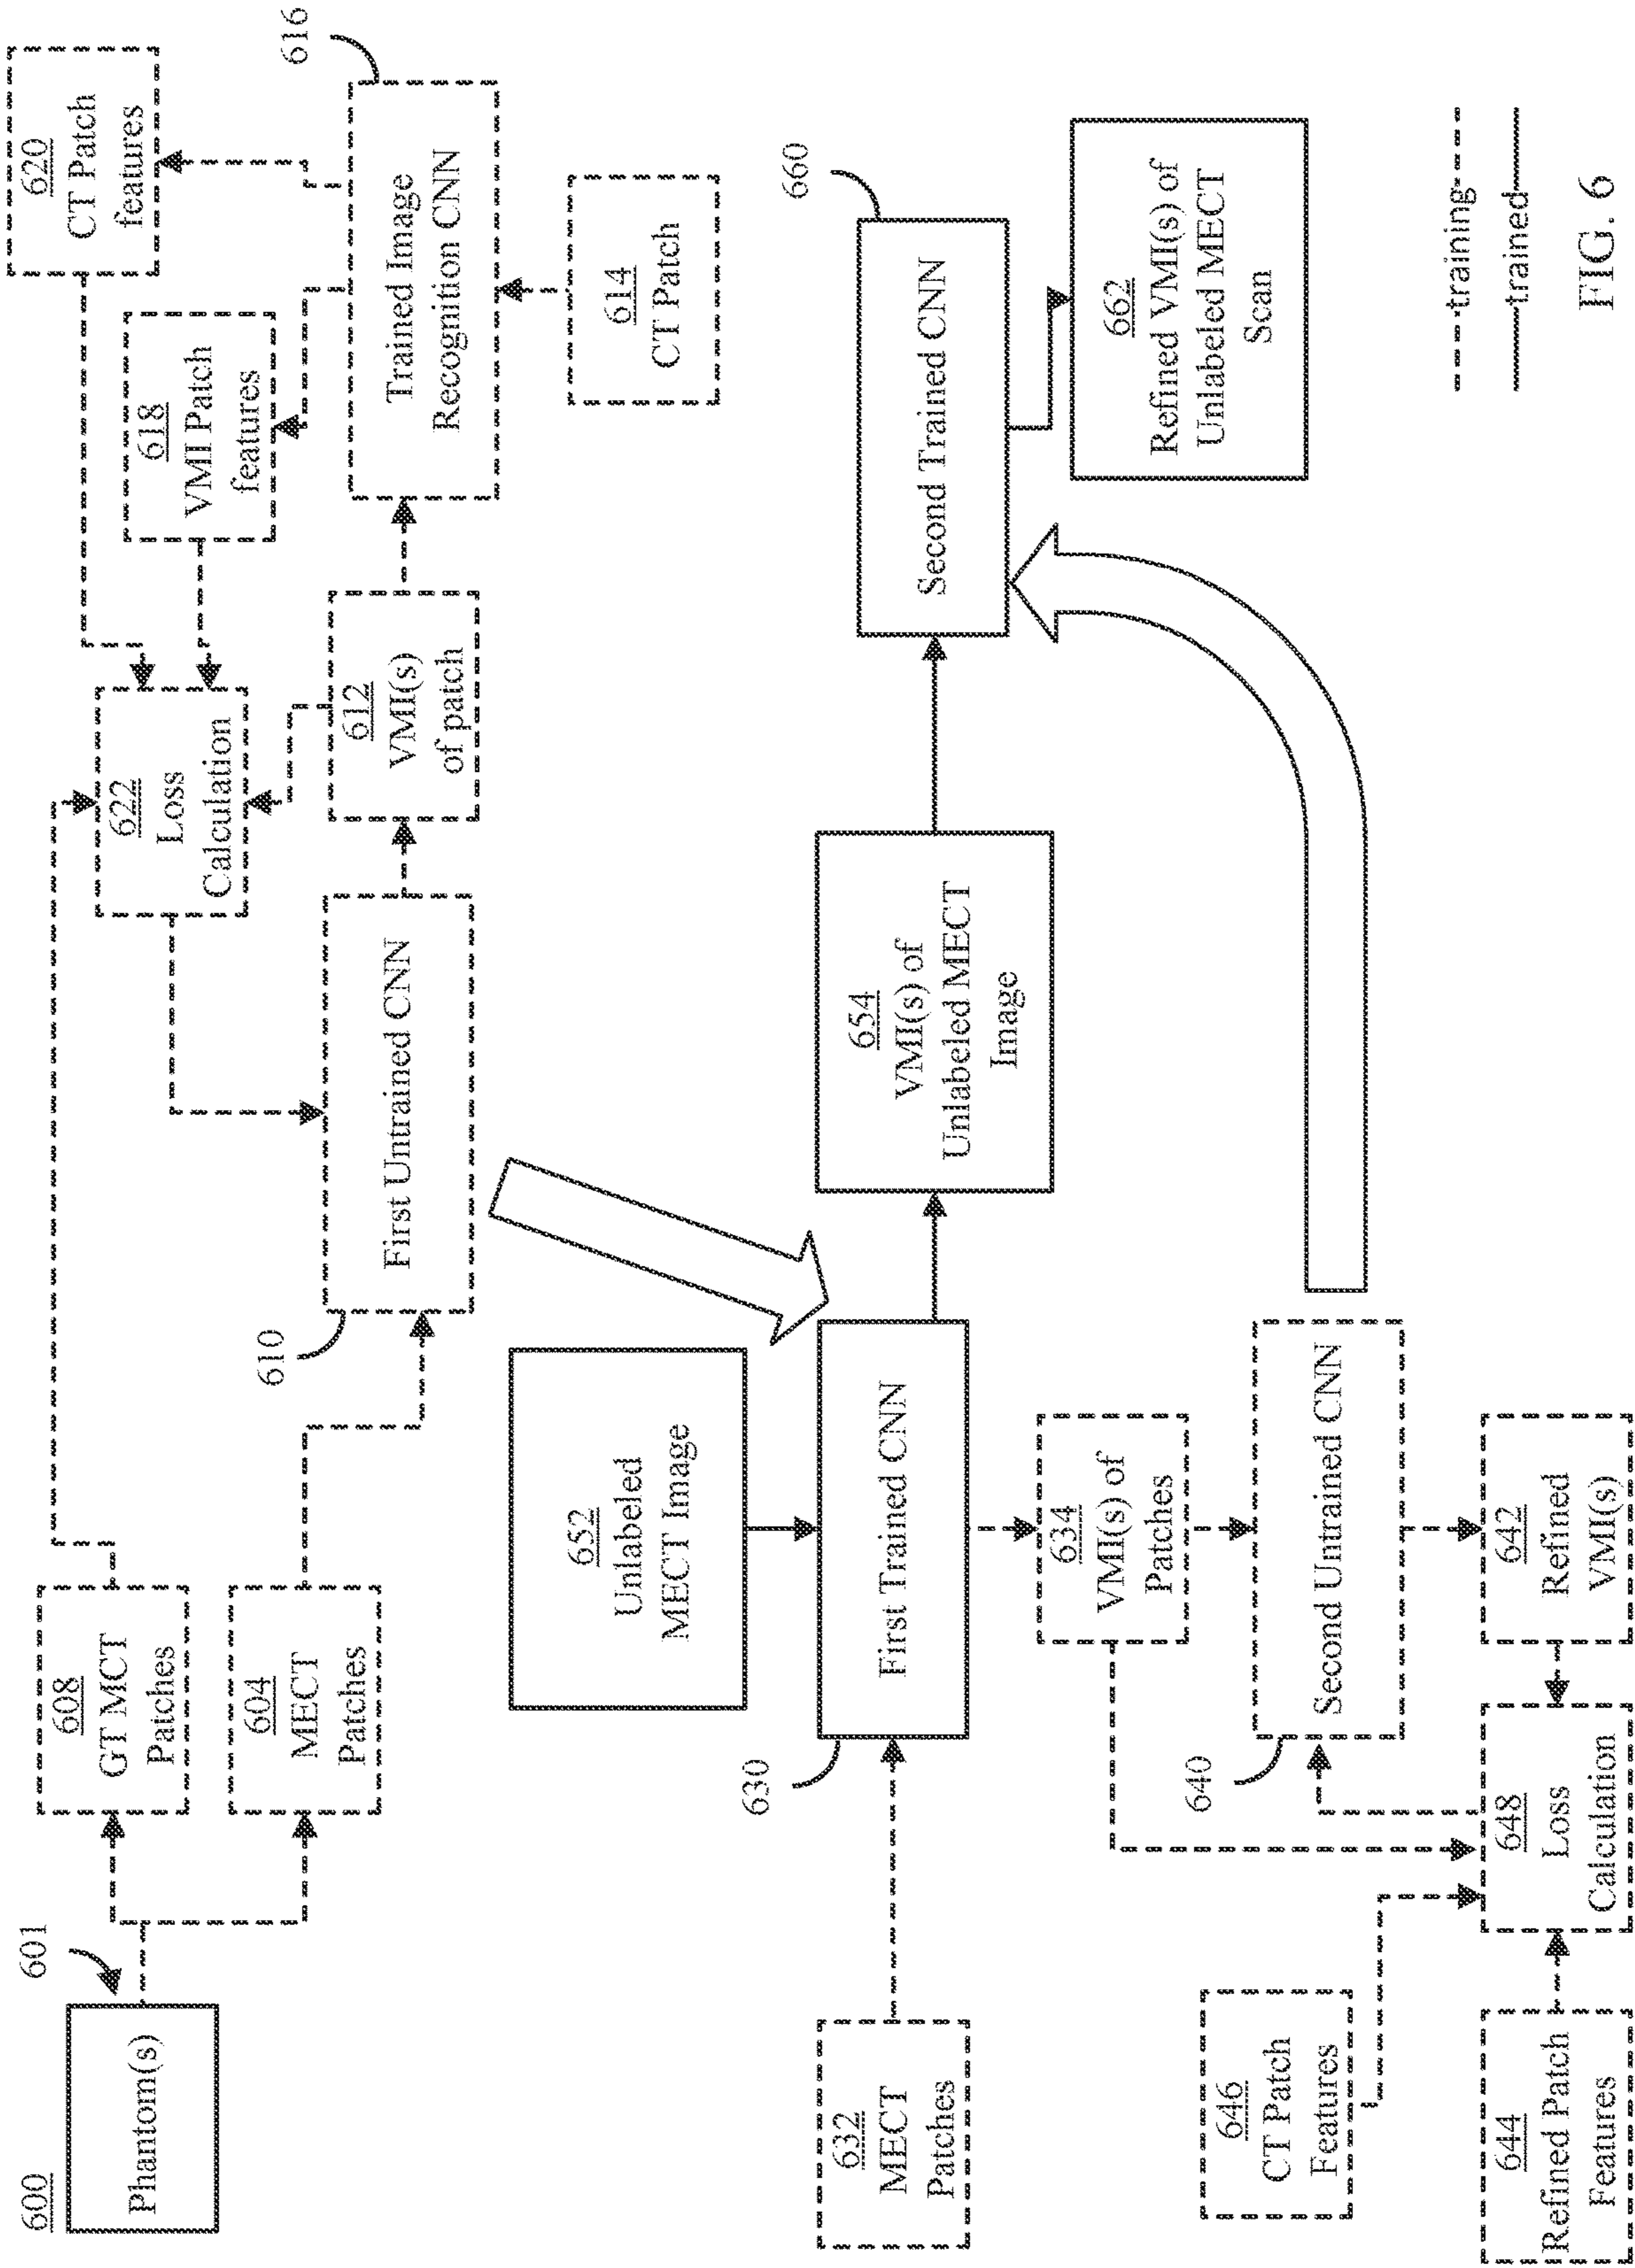 600
Phantom(s)
601
608
GT MCT
Patches
604
MECT
Patches
610
First Untrained CNN
622
Loss
Calculation
612
VMI(s)
of patch
618
VMI Patch
features
620
CT Patch
features
616
Trained Image
Recognition CNN
614
CT Patch
652
Unlabeled
MECT Image
632
MECT
Patches
630
First Trained CNN
654
VMI(s) of
Unlabeled MECT
Image
660
Second Trained CNN
662
Refined VMI(s) of
Unlabeled MECT
Scan
634
VMI(s) of
Patches
640
Second Untrained CNN
646
CT Patch
Features
644
Refined Patch
Features
648
Loss
Calculation
642
Refined
VMI(s)
training
trained
FIG. 6